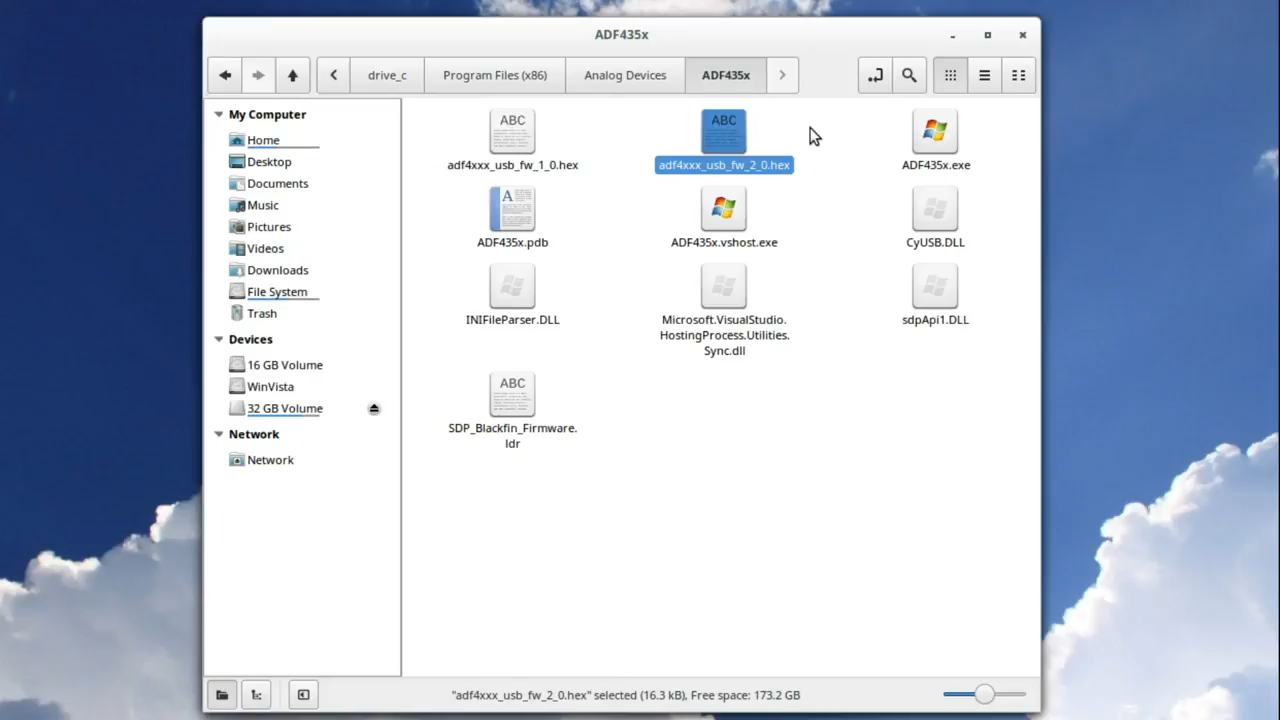 ADF435x
drive_c
Program Files (x86)
Analog Devices
ADF435x
My Computer
Home
Desktop
Documents
Music
Pictures
Videos
Downloads
File System
Trash
Devices
16 GB Volume
WinVista
32 GB Volume
Network
Network
ABC
adf4xxx_usb_fw_1_0.hex
ABC
adf4xxx_usb_fw_2_0.hex
ADF435x.exe
A
ADF435x.pdb
ADF435x.vshost.exe
CyUSB.DLL
INIFileParser.DLL
Microsoft.VisualStudio.
HostingProcess.Utilities.
Sync.dll
sdpApi1.DLL
ABC
SDP_Blackfin_Firmware.
ldr
"adf4xxx_usb_fw_2_0.hex" selected (16.3 kB), Free space: 173.2 GB